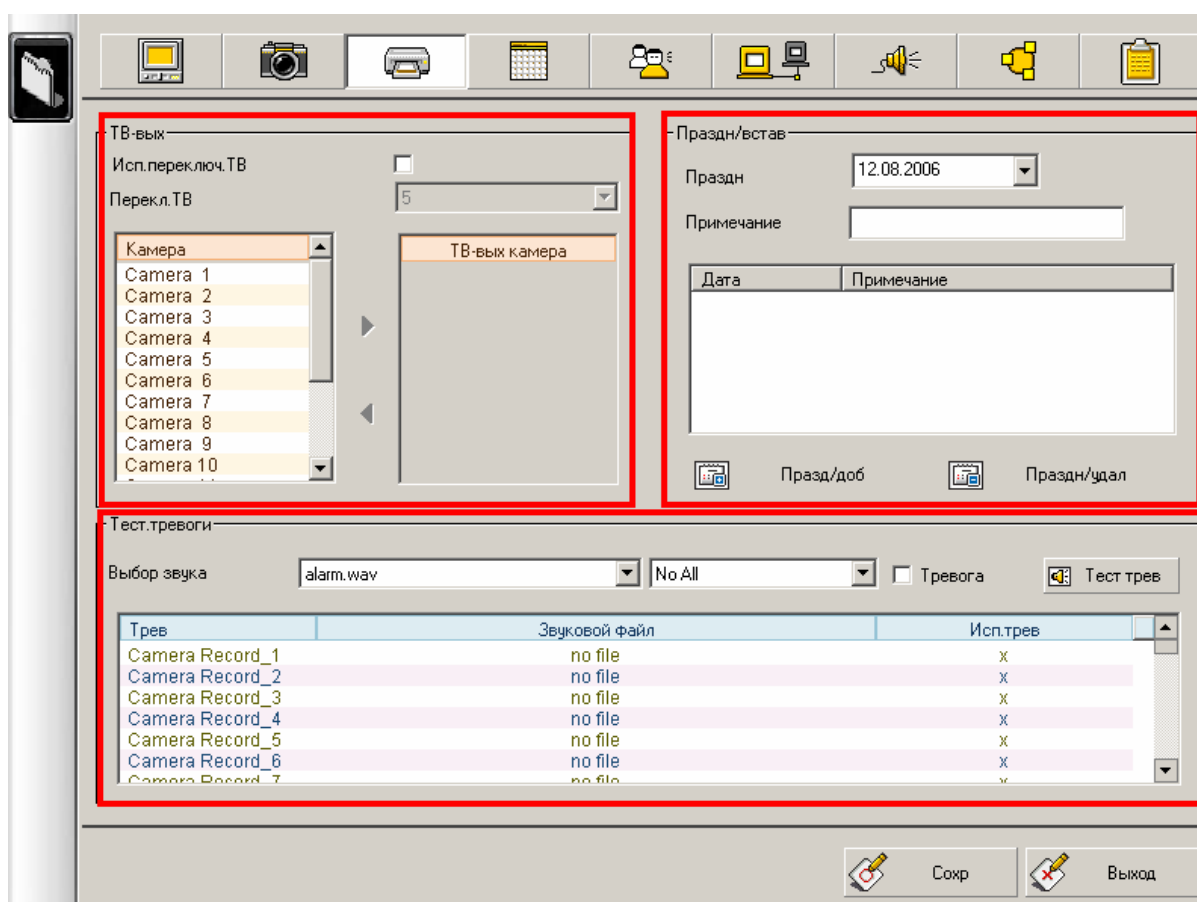 ТВ-вых
Исп.переключ.ТВ
Перекл.ТВ
5
Камера
Camera 1
Camera 2
Camera 3
Camera 4
Camera 5
Camera 6
Camera 7
Camera 8
Camera 9
Camera 10
ТВ-вых камера
Праздн/встав
Праздн
12.08.2006
Примечание
Дата Примечание
Празд/доб
Праздн/удал
Тест.тревоги
Выбор звука
alarm.wav
No All
Тревога
Тест трев
Трев Звуковой файл Исп.трев
Camera Record_1 no file x
Camera Record_2 no file x
Camera Record_3 no file x
Camera Record_4 no file x
Camera Record_5 no file x
Camera Record_6 no file x
Camera Record_7 no file x
Сохр
Выход